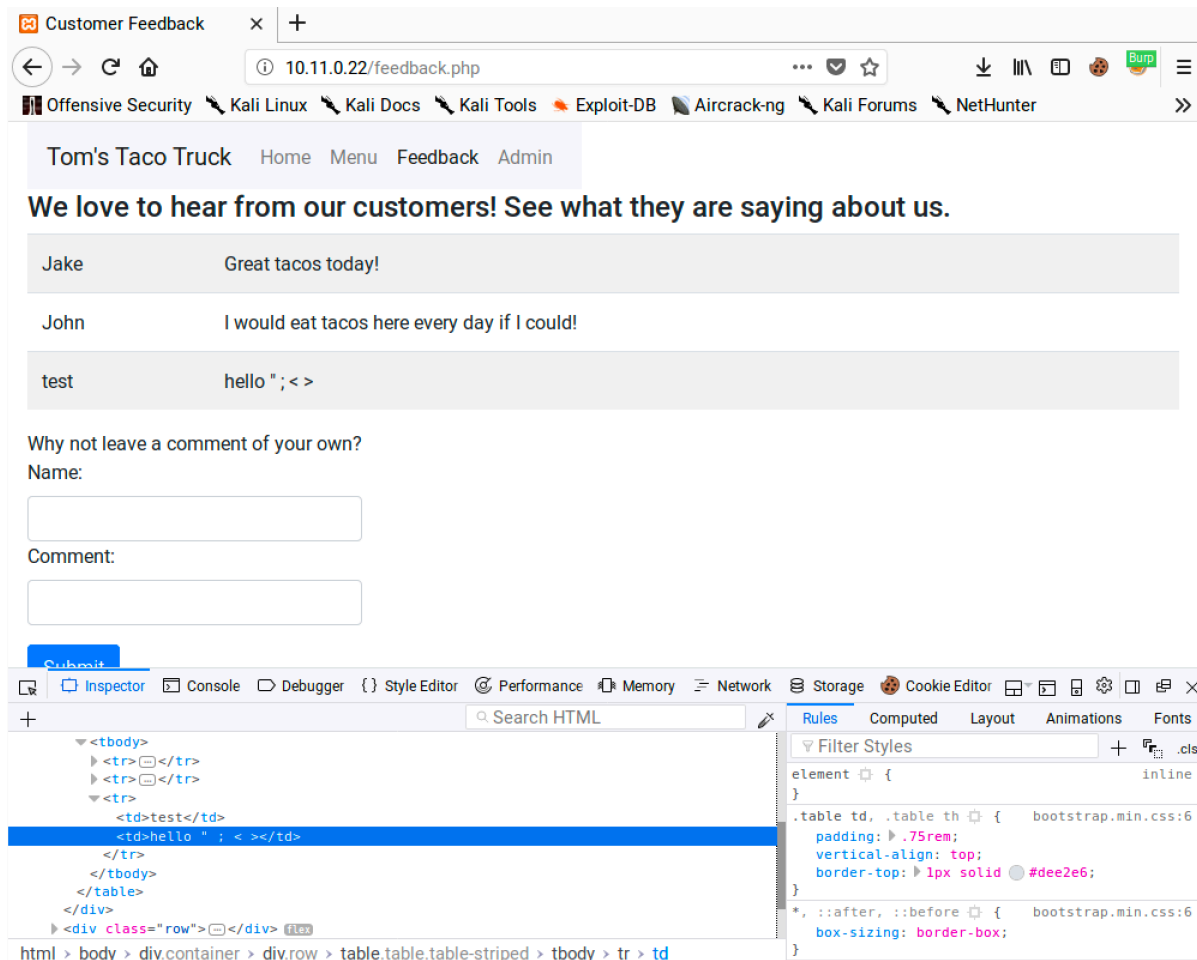 Customer Feedback
10.11.0.22/feedback.php
Burp
Offensive Security Kali Linux Kali Docs Kali Tools Exploit-DB Aircrack-ng Kali Forums NetHunter
Tom's Taco Truck Home Menu Feedback Admin
We love to hear from our customers! See what they are saying about us.
Jake Great tacos today!
John I would eat tacos here every day if I could!
test hello " ; < >
Why not leave a comment of your own?
Name:
Comment:
Submit
Inspector Console Debugger {} Style Editor Performance Memory Network Storage Cookie Editor
+ Search HTML Rules Computed Layout Animations Fonts
Filter Styles + .cls
<tbody>
<tr></tr>
<tr></tr>
<tr>
<td>test</td>
<td>hello " ; < ></td>
</tr>
</tbody>
</table>
</div>
<div class="row"></div> flex
html > body > div.container > div.row > table.table.table-striped > tbody > tr > td
element { inline
}
.table td, .table th { bootstrap.min.css:6
padding: .75rem;
vertical-align: top;
border-top: 1px solid #dee2e6;
}
*, ::after, ::before { bootstrap.min.css:6
box-sizing: border-box;
}